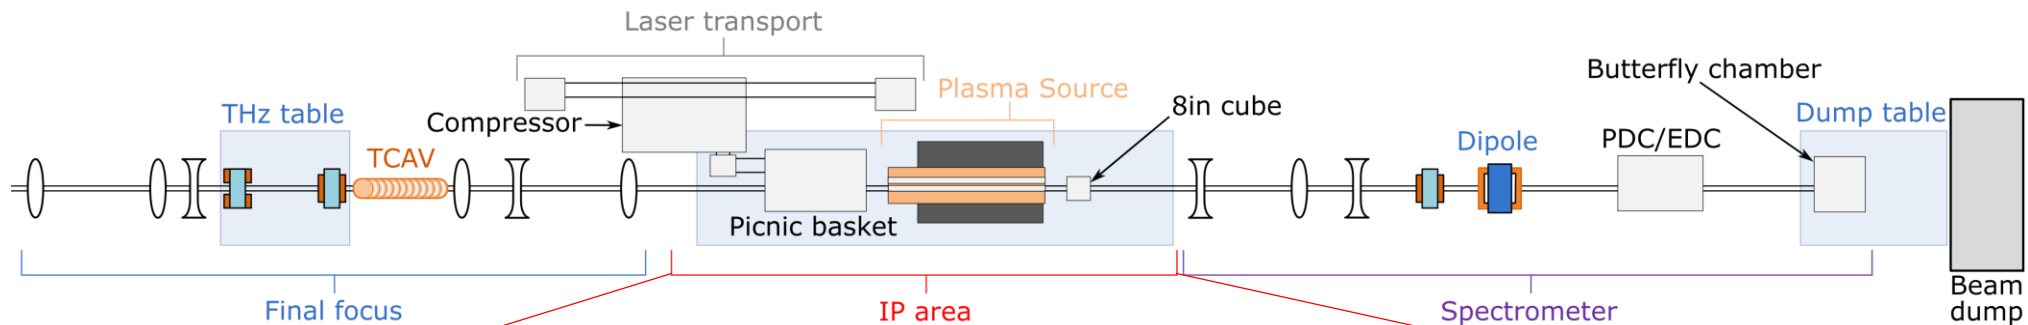 Laser transport
Butterfly chamber
Plasma Source
8in cube
THz table
Compressor
Dump table
TCAV
Dipole
PDC/EDC
Picnic basket
Final focus
IP area
Spectrometer
Beam
dump